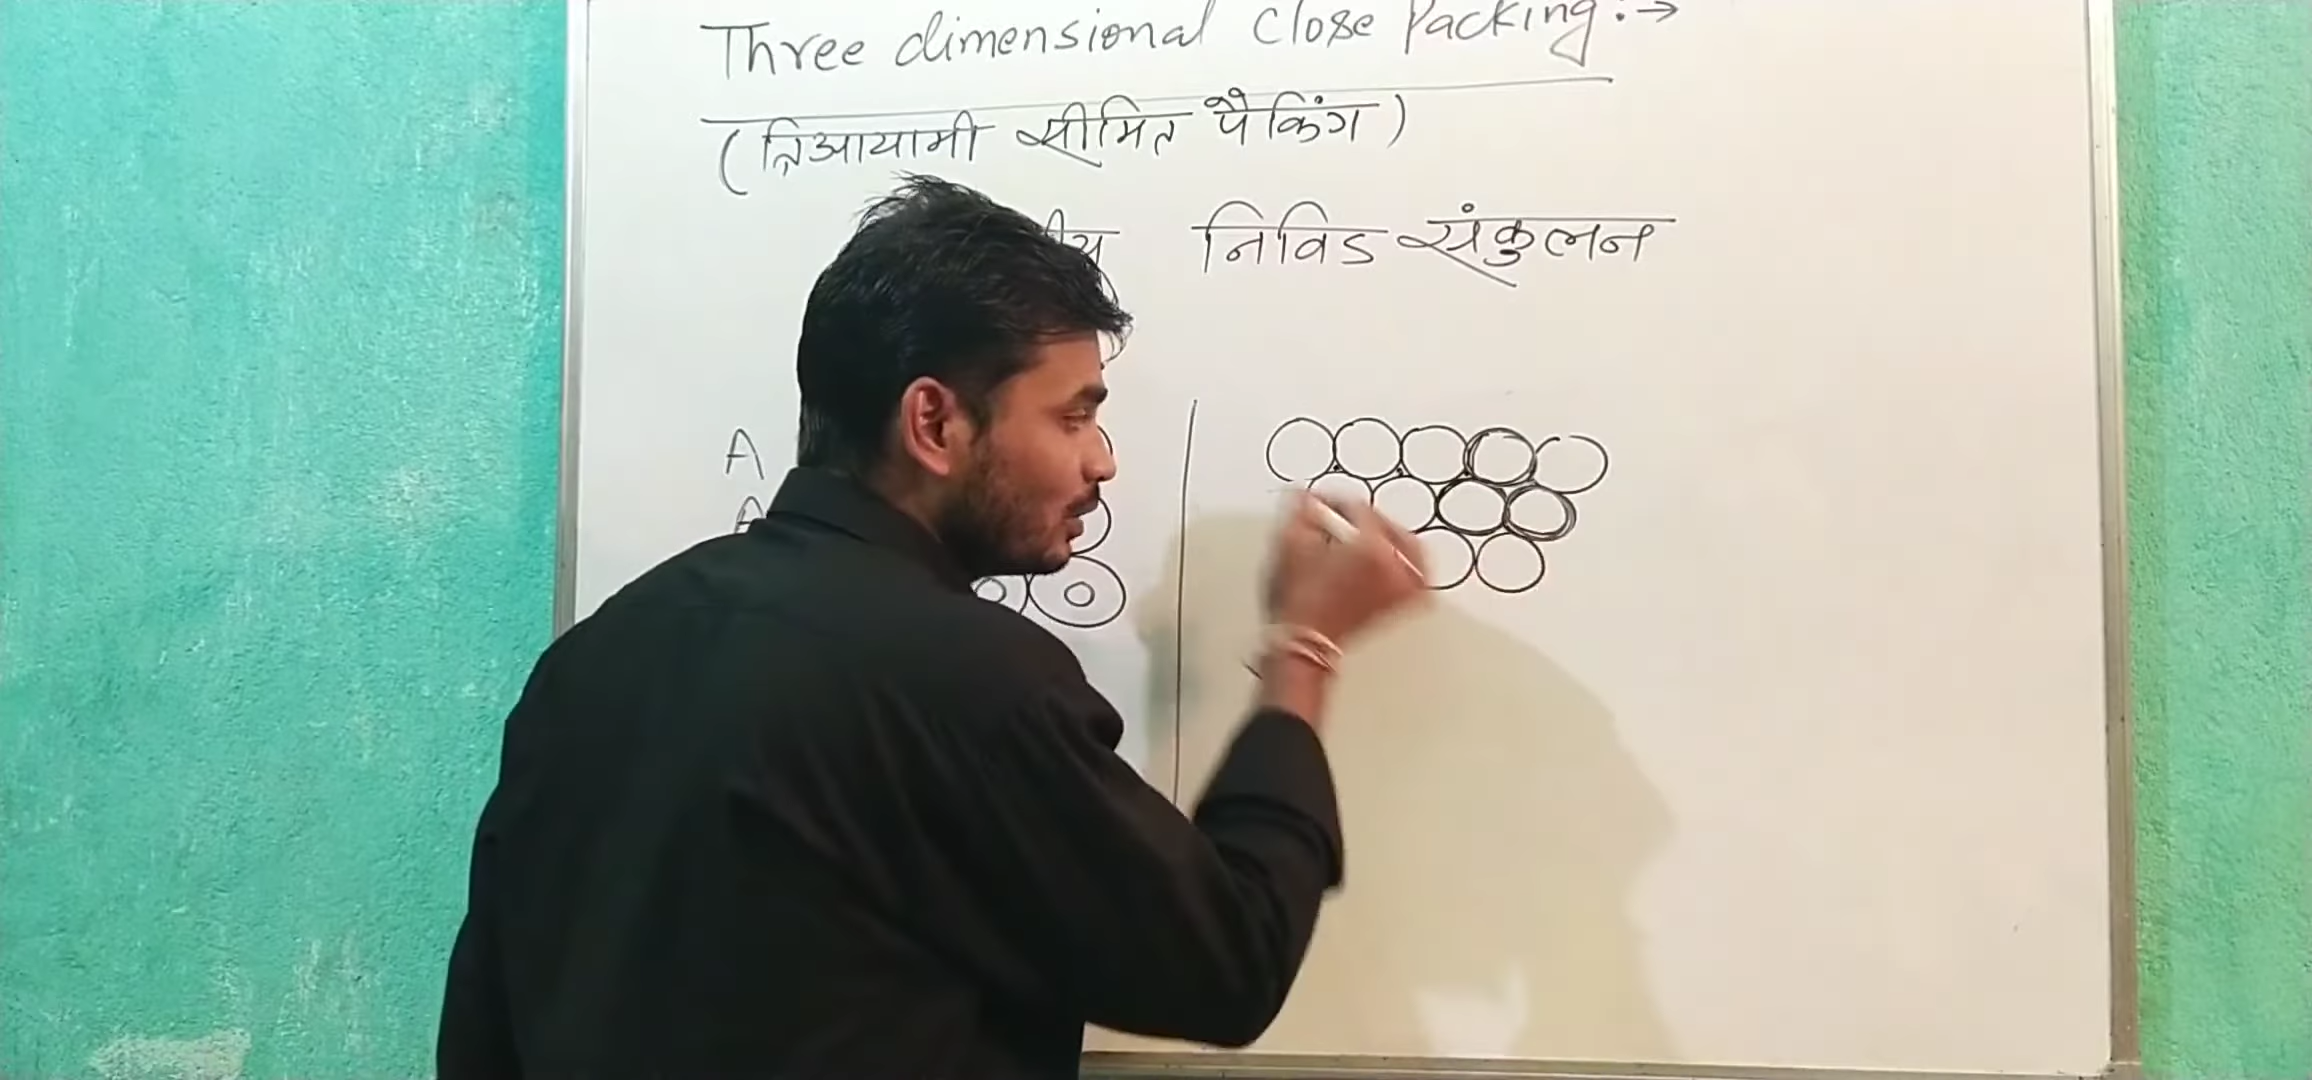 Three dimensional Close Packing:→
(त्रिआयामी सीमित पैकिंग)
निविड संकुलन
A
A